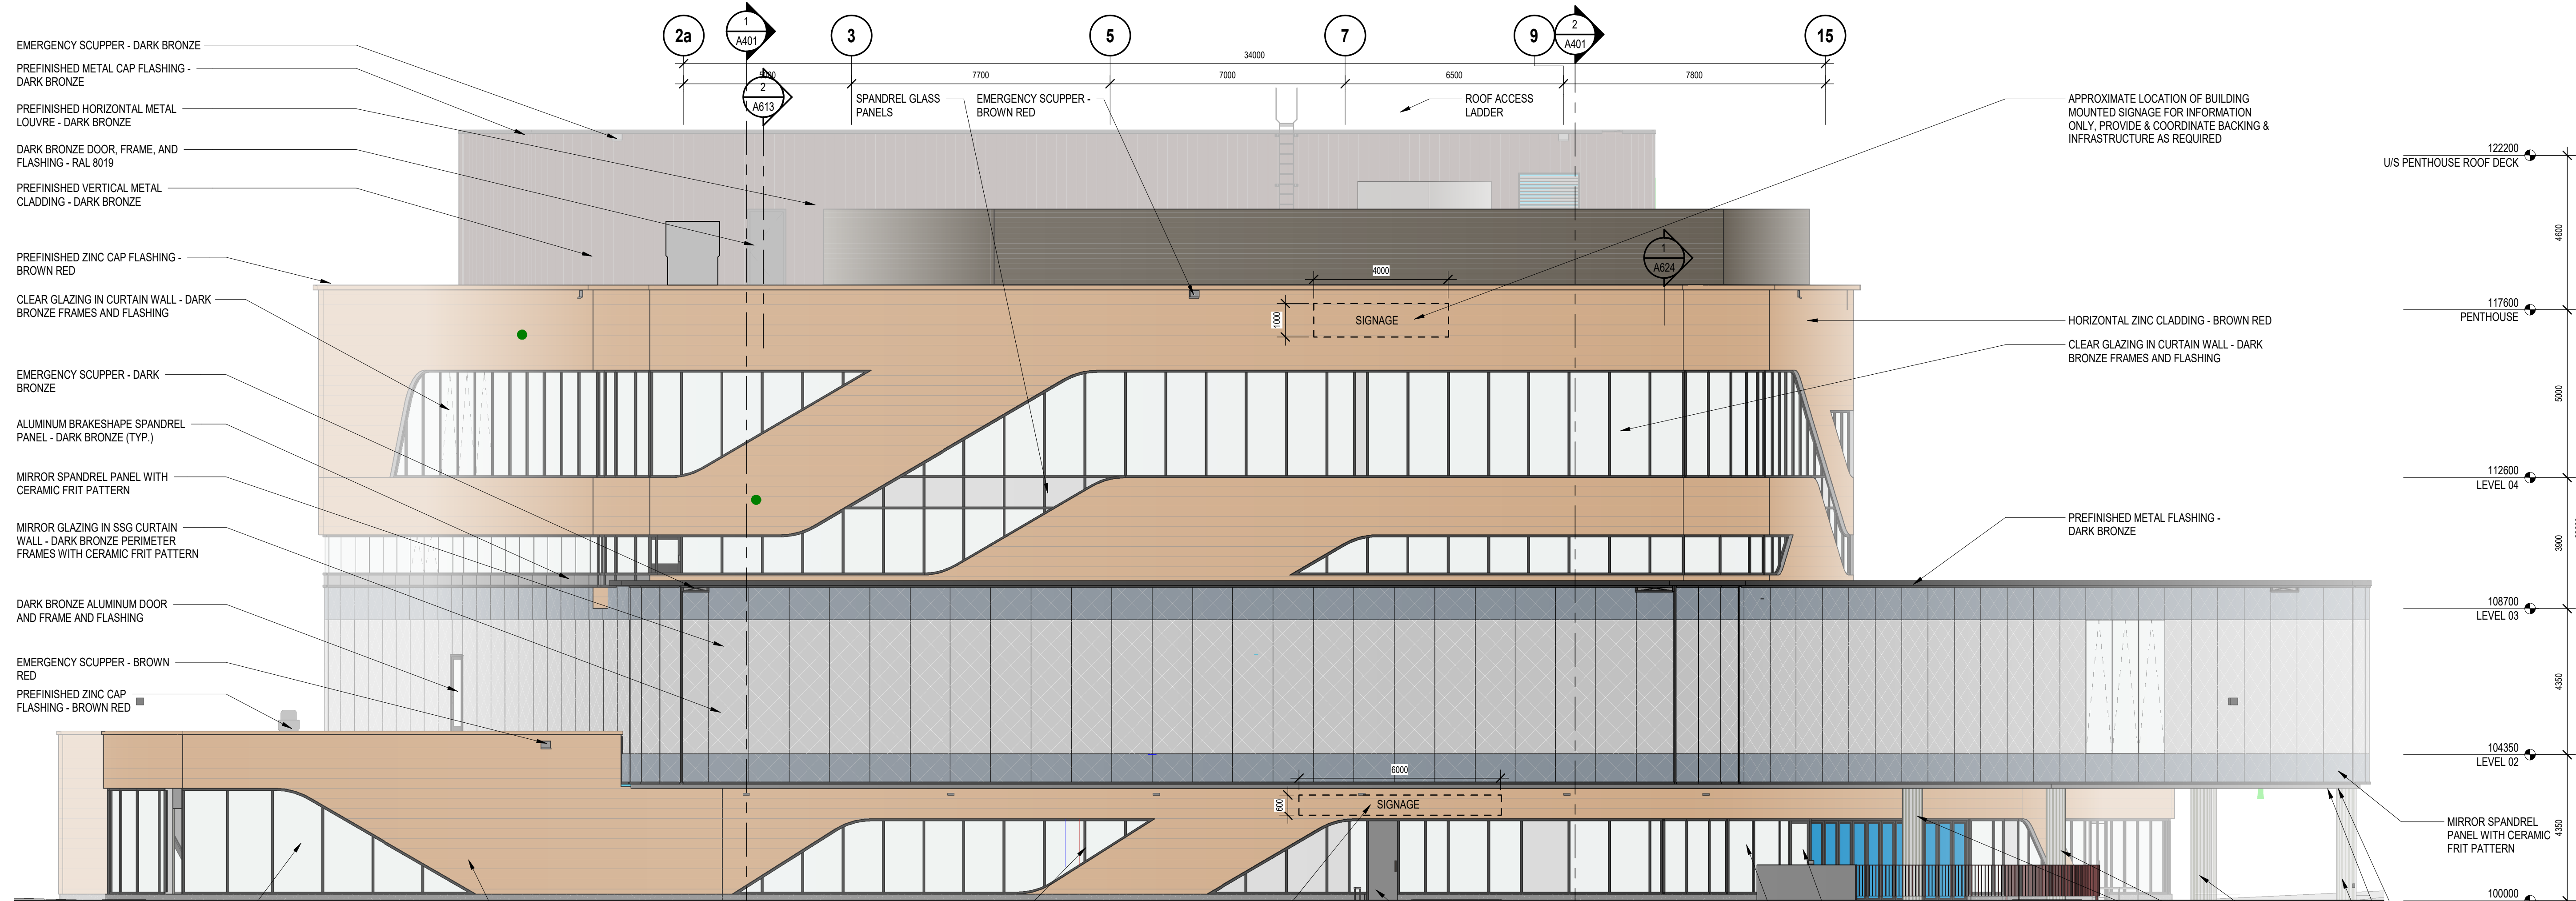 2a
1
A401
3
5
7
9
2
A401
15
34000
7700
7000
6500
7800
2
A613
EMERGENCY SCUPPER - DARK BRONZE
PREFINISHED METAL CAP FLASHING -
DARK BRONZE
PREFINISHED HORIZONTAL METAL
LOUVRE - DARK BRONZE
DARK BRONZE DOOR, FRAME, AND
FLASHING - RAL 8019
PREFINISHED VERTICAL METAL
CLADDING - DARK BRONZE
PREFINISHED ZINC CAP FLASHING -
BROWN RED
CLEAR GLAZING IN CURTAIN WALL - DARK
BRONZE FRAMES AND FLASHING
EMERGENCY SCUPPER - DARK
BRONZE
ALUMINUM BRAKESHAPE SPANDREL
PANEL - DARK BRONZE (TYP.)
MIRROR SPANDREL PANEL WITH
CERAMIC FRIT PATTERN
MIRROR GLAZING IN SSG CURTAIN
WALL - DARK BRONZE PERIMETER
FRAMES WITH CERAMIC FRIT PATTERN
DARK BRONZE ALUMINUM DOOR
AND FRAME AND FLASHING
EMERGENCY SCUPPER - BROWN
RED
PREFINISHED ZINC CAP
FLASHING - BROWN RED
SPANDREL GLASS
PANELS
EMERGENCY SCUPPER -
BROWN RED
ROOF ACCESS
LADDER
1
A624
4000
1000
SIGNAGE
6000
600
SIGNAGE
APPROXIMATE LOCATION OF BUILDING
MOUNTED SIGNAGE FOR INFORMATION
ONLY, PROVIDE & COORDINATE BACKING &
INFRASTRUCTURE AS REQUIRED
HORIZONTAL ZINC CLADDING - BROWN RED
CLEAR GLAZING IN CURTAIN WALL - DARK
BRONZE FRAMES AND FLASHING
PREFINISHED METAL FLASHING -
DARK BRONZE
MIRROR SPANDREL
PANEL WITH CERAMIC
FRIT PATTERN
122200
U/S PENTHOUSE ROOF DECK
4600
117600
PENTHOUSE
5000
112600
LEVEL 04
3900
108700
LEVEL 03
4350
104350
LEVEL 02
4350
100000